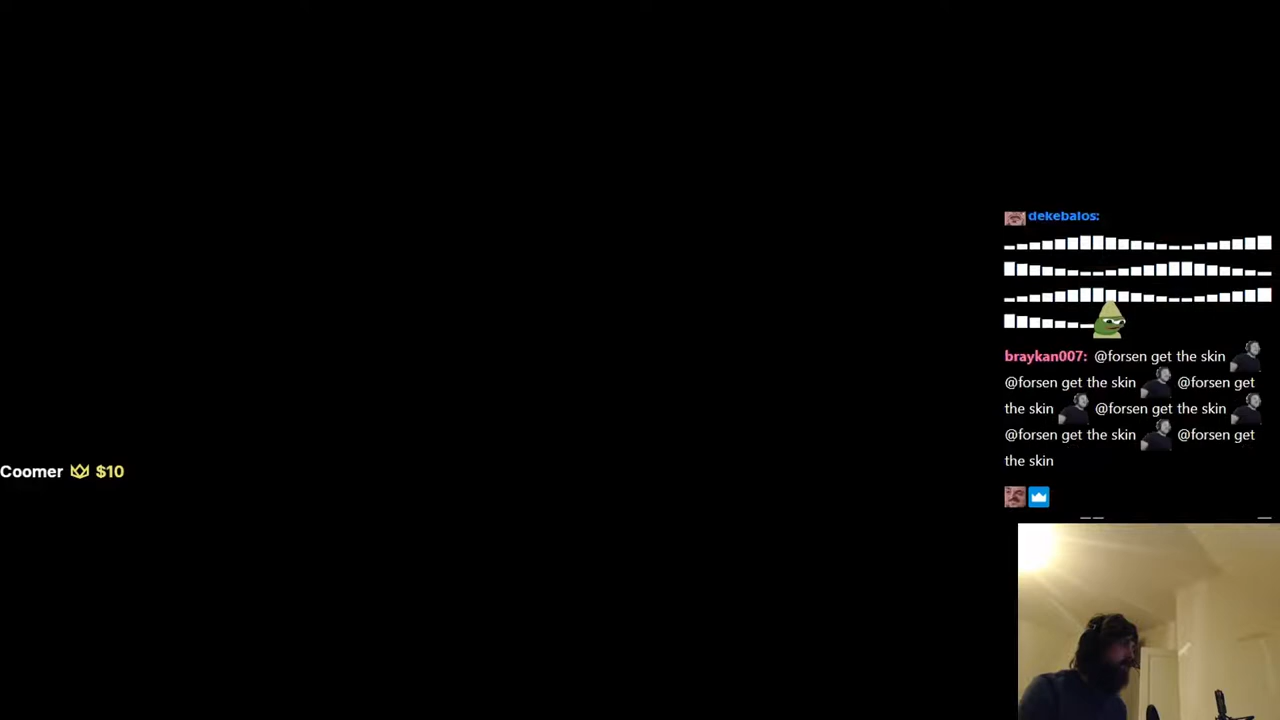 dekebalos:
braykan007: @forsen get the skin
@forsen get the skin @forsen get
the skin @forsen get the skin
@forsen get the skin @forsen get
the skin
Coomer $10